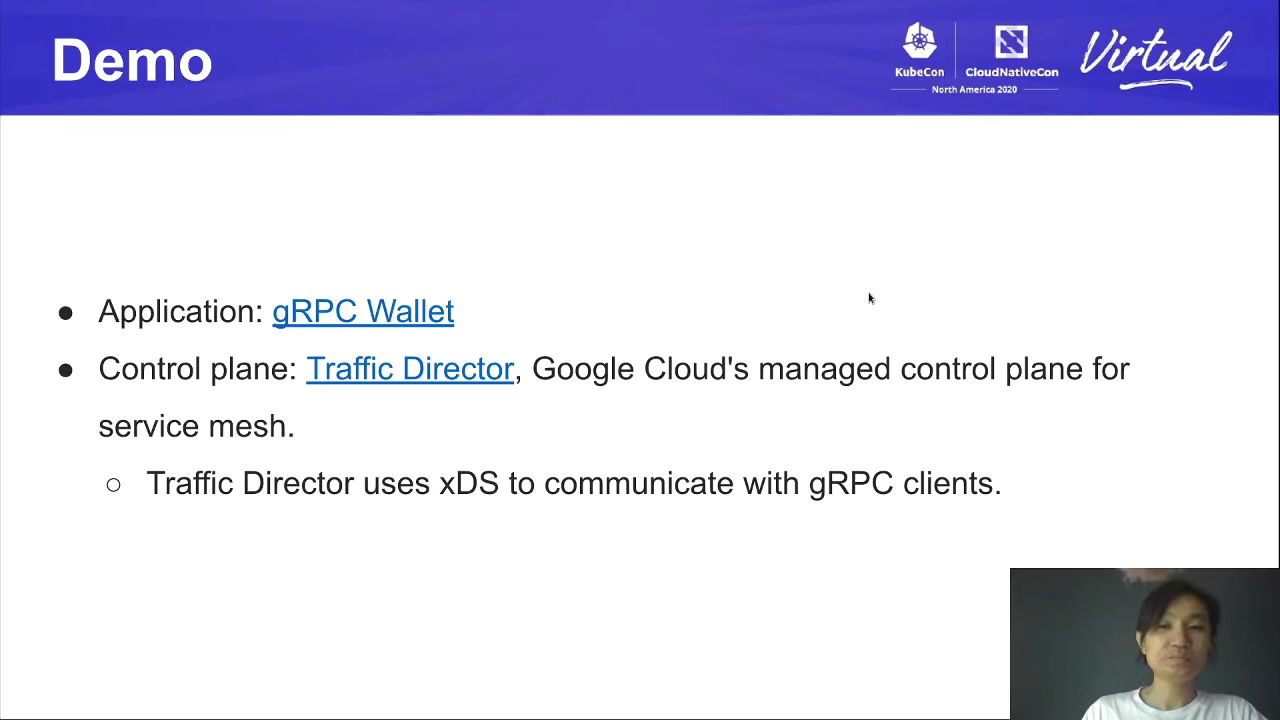 Demo
KubeCon
CloudNativeCon
North America 2020
Virtual
● Application: gRPC Wallet
● Control plane: Traffic Director, Google Cloud's managed control plane for
service mesh.
○ Traffic Director uses xDS to communicate with gRPC clients.